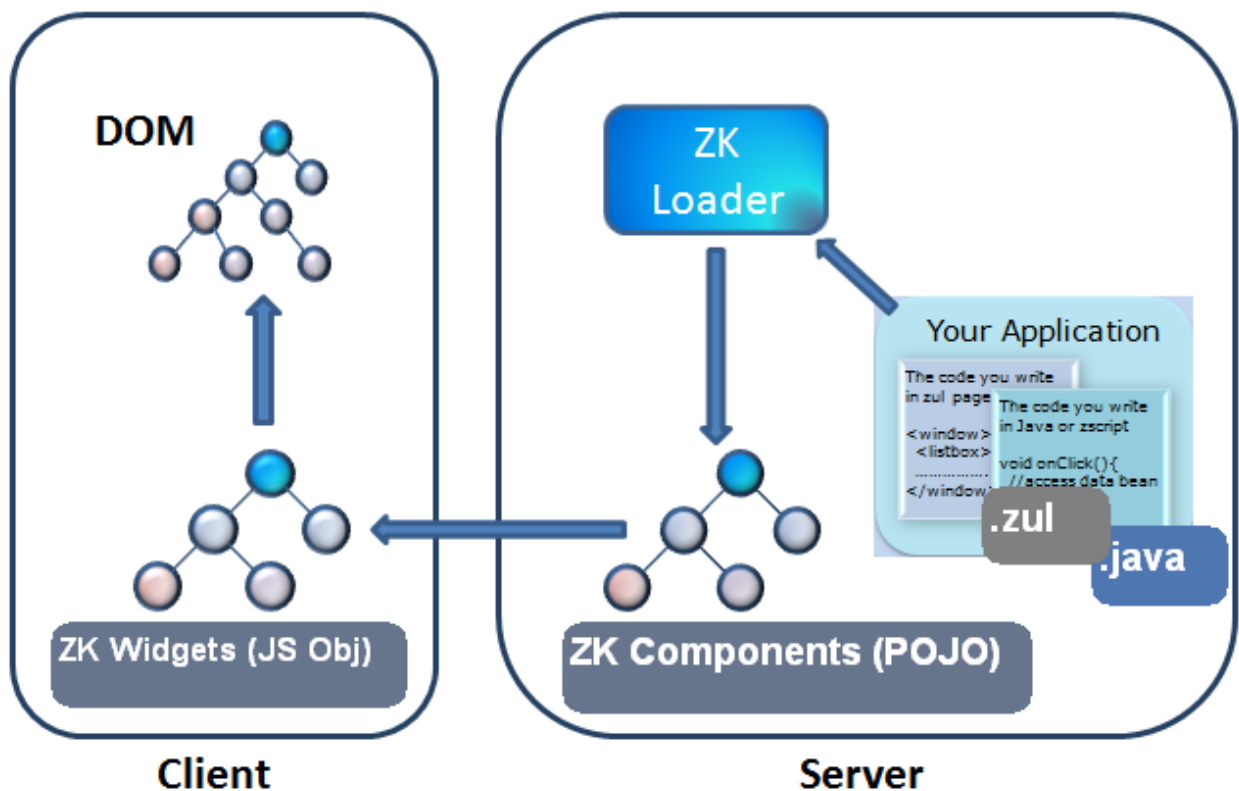 DOM
ZK
Loader
Your Application
The code you write
in zul page
<window>
<listbox>
................
</window>
The code you write
in Java or zscript
void onClick(){
//access data bean
.zul
.java
ZK Widgets (JS Obj)
ZK Components (POJO)
Client
Server